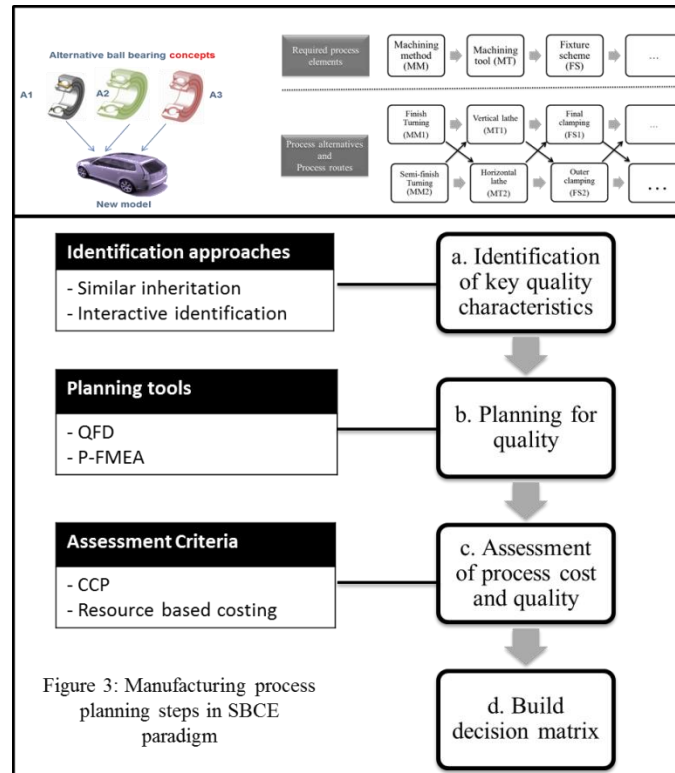 Alternative ball bearing concepts
A1
A2
A3
New model
Required process
elements
Machining
method
(MM)
Machining
tool (MT)
Fixture
scheme
(FS)
...
Process alternatives
and
Process routes
Finish
Turning
(MM1)
Vertical lathe
(MT1)
Final
clamping
(FS1)
...
Semi-finish
Turning
(MM2)
Horizontal
lathe
(MT2)
Outer
clamping
(FS2)
...
Identification approaches
- Similar inheritation
- Interactive identification
a. Identification
of key quality
characteristics
Planning tools
- QFD
- P-FMEA
b. Planning for
quality
Assessment Criteria
- CCP
- Resource based costing
c. Assessment
of process cost
and quality
Figure 3: Manufacturing process
planning steps in SBCE
paradigm
d. Build
decision matrix